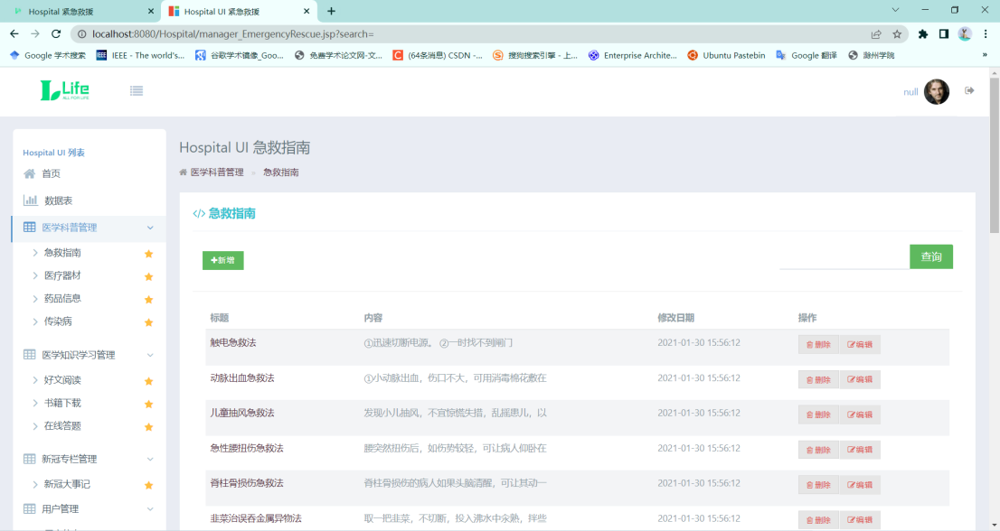 Hospital 紧急救援
Hospital UI 紧急救援
localhost:8080/Hospital/manager_EmergencyRescue.jsp?search=
Google 学术搜索 IEEE - The world's... 谷歌学术镜像_Goo... 免费学术论文网-文... (64条消息) CSDN -... 搜狗搜索引擎 - 上... Enterprise Archite... Ubuntu Pastebin Google 翻译 滁州学院 »
Life
ALL FOR LIFE
null
Hospital UI 列表
首页
数据表
医学科普管理
急救指南
医疗器材
药品信息
传染病
医学知识学习管理
好文阅读
书籍下载
在线答题
新冠专栏管理
新冠大事记
用户管理
Hospital UI 急救指南
医学科普管理 » 急救指南
</> 急救指南
+新增
查询
标题 内容 修改日期 操作
触电急救法 ①迅速切断电源。 ②一时找不到闸门 2021-01-30 15:56:12 删除 编辑
动脉出血急救法 ①小动脉出血，伤口不大，可用消毒棉花敷在 2021-01-30 15:56:12 删除 编辑
儿童抽风急救法 发现小儿抽风，不宜惊慌失措，乱摇患儿，以 2021-01-30 15:56:12 删除 编辑
急性腰扭伤急救法 腰突然扭伤后，如伤势较轻，可让病人仰卧在 2021-01-30 15:56:12 删除 编辑
脊柱骨损伤急救法 脊柱骨损伤的病人如果头脑清醒，可让其动一 2021-01-30 15:56:12 删除 编辑
韭菜治误吞金属异物法 取一把韭菜，不切断，投入沸水中汆熟，拌些 2021-01-30 15:56:12 删除 编辑